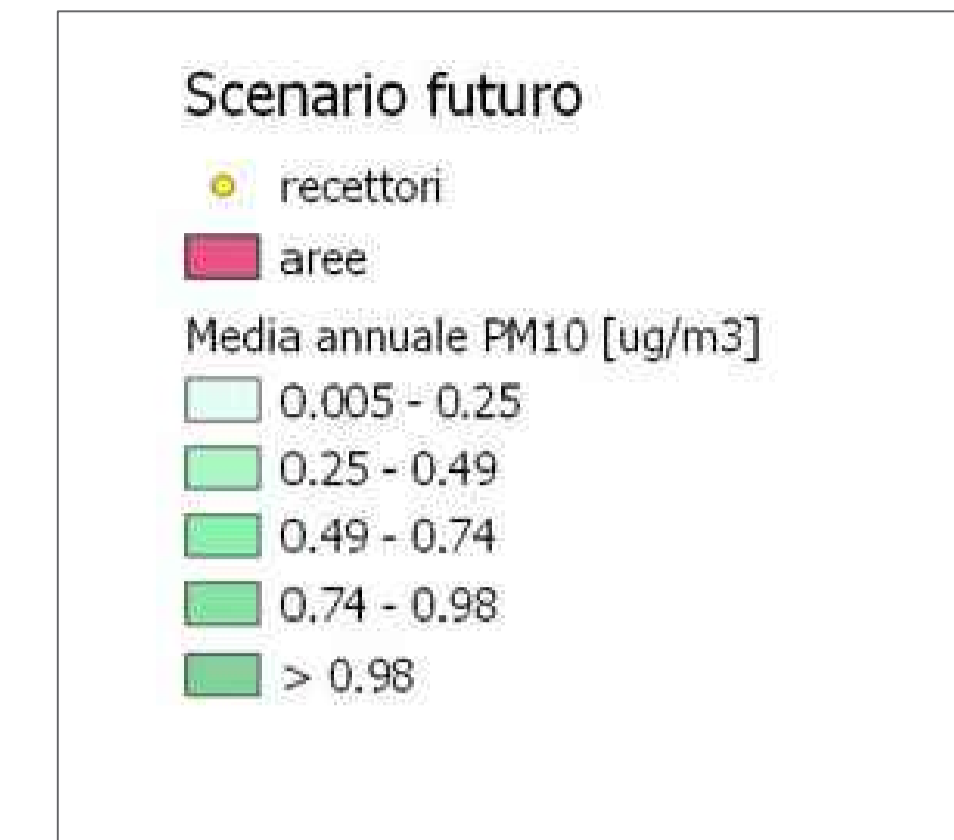 Scenario futuro
recettori
aree
Media annuale PM10 [ug/m3]
0.005 - 0.25
0.25 - 0.49
0.49 - 0.74
0.74 - 0.98
> 0.98